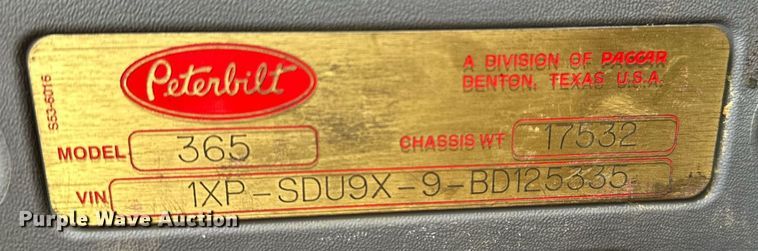 Peterbilt
A DIVISION OF PACCAR
DENTON, TEXAS U.S.A.
S53-6016
MODEL 365
CHASSIS WT 17532
VIN 1XP-SDU9X-9-BD125335
Purple Wave Auction